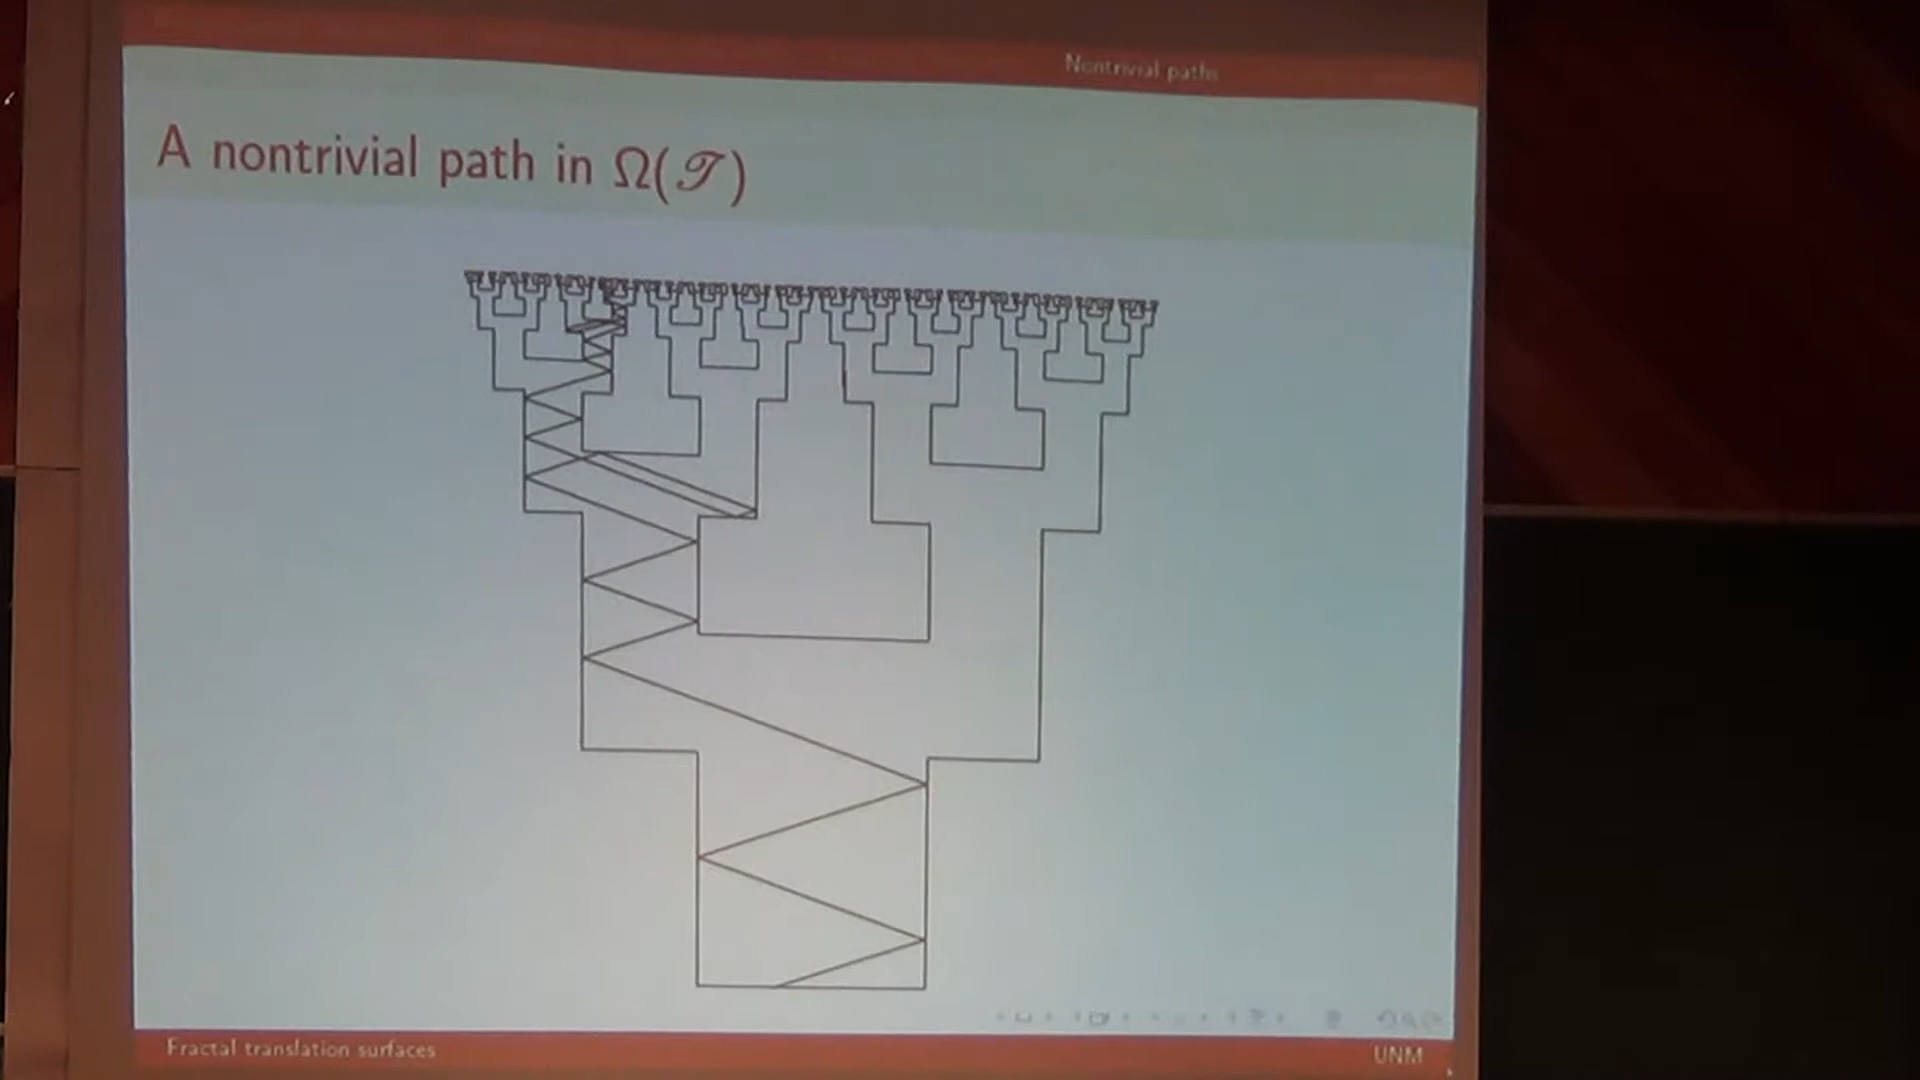 Nontrivial paths
A nontrivial path in Ω(𝒯)
Fractal translation surfaces
UNM